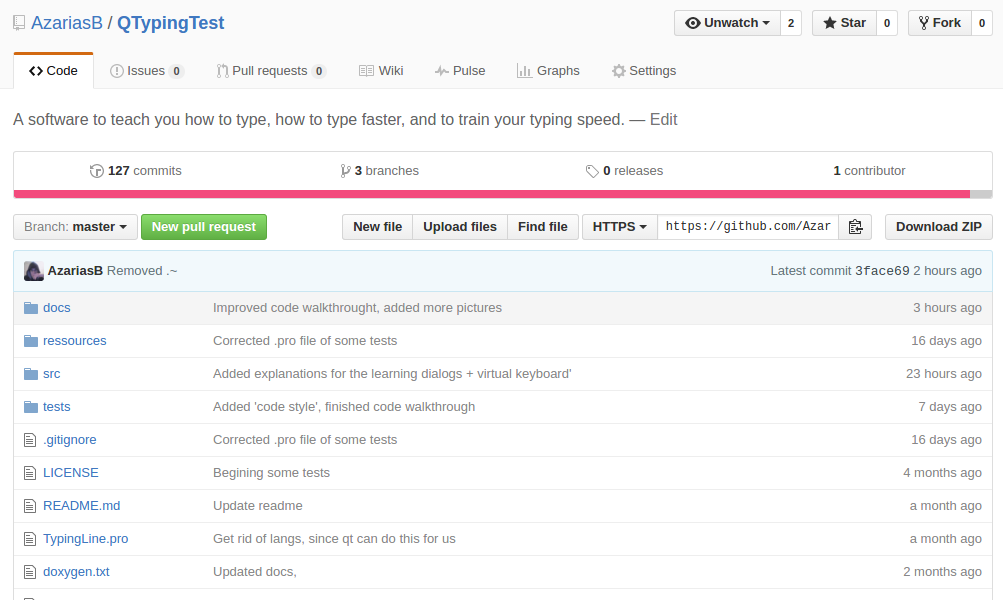 AzariasB / QTypingTest Unwatch 2 Star 0 Fork 0
Code Issues 0 Pull requests 0 Wiki Pulse Graphs Settings
A software to teach you how to type, how to type faster, and to train your typing speed. — Edit
127 commits 3 branches 0 releases 1 contributor
Branch: master New pull request New file Upload files Find file HTTPS https://github.com/Azar Download ZIP
AzariasB Removed .~ Latest commit 3face69 2 hours ago
docs Improved code walkthrought, added more pictures 3 hours ago
ressources Corrected .pro file of some tests 16 days ago
src Added explanations for the learning dialogs + virtual keyboard' 23 hours ago
tests Added 'code style', finished code walkthrough 7 days ago
.gitignore Corrected .pro file of some tests 16 days ago
LICENSE Begining some tests 4 months ago
README.md Update readme a month ago
TypingLine.pro Get rid of langs, since qt can do this for us a month ago
doxygen.txt Updated docs, 2 months ago